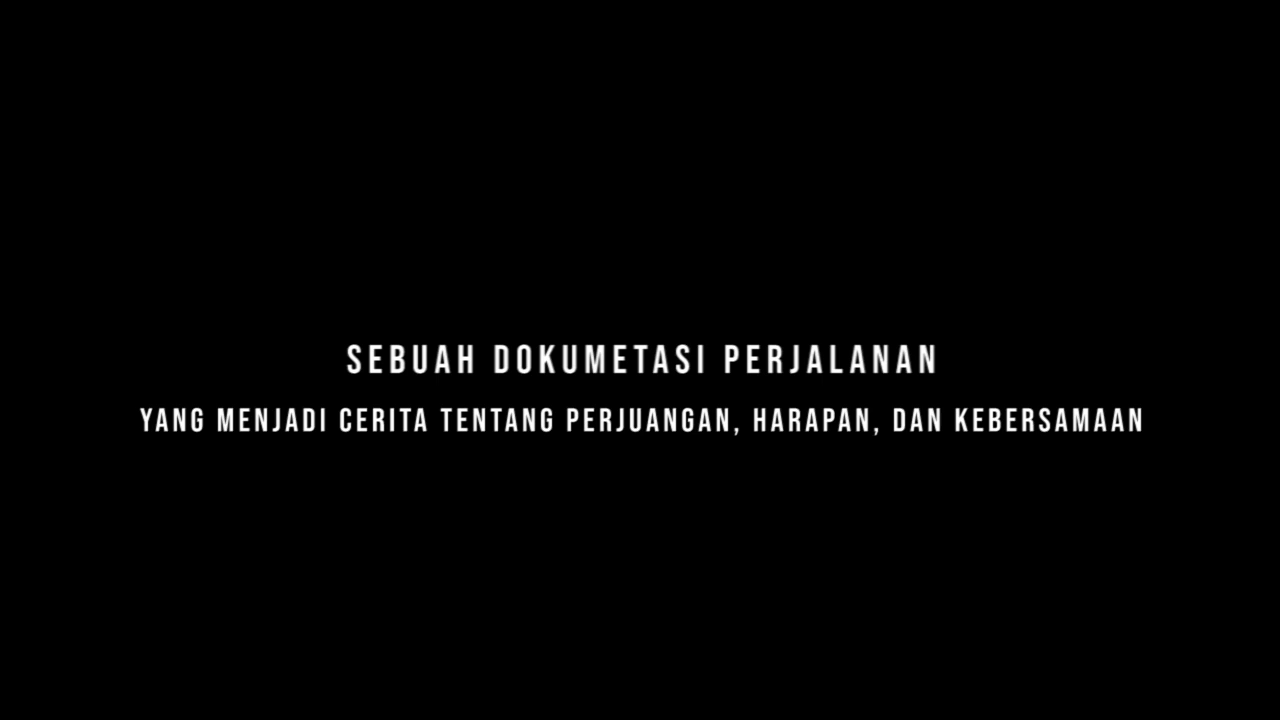 SEBUAH DOKUMETASI PERJALANAN
YANG MENJADI CERITA TENTANG PERJUANGAN, HARAPAN, DAN KEBERSAMAAN